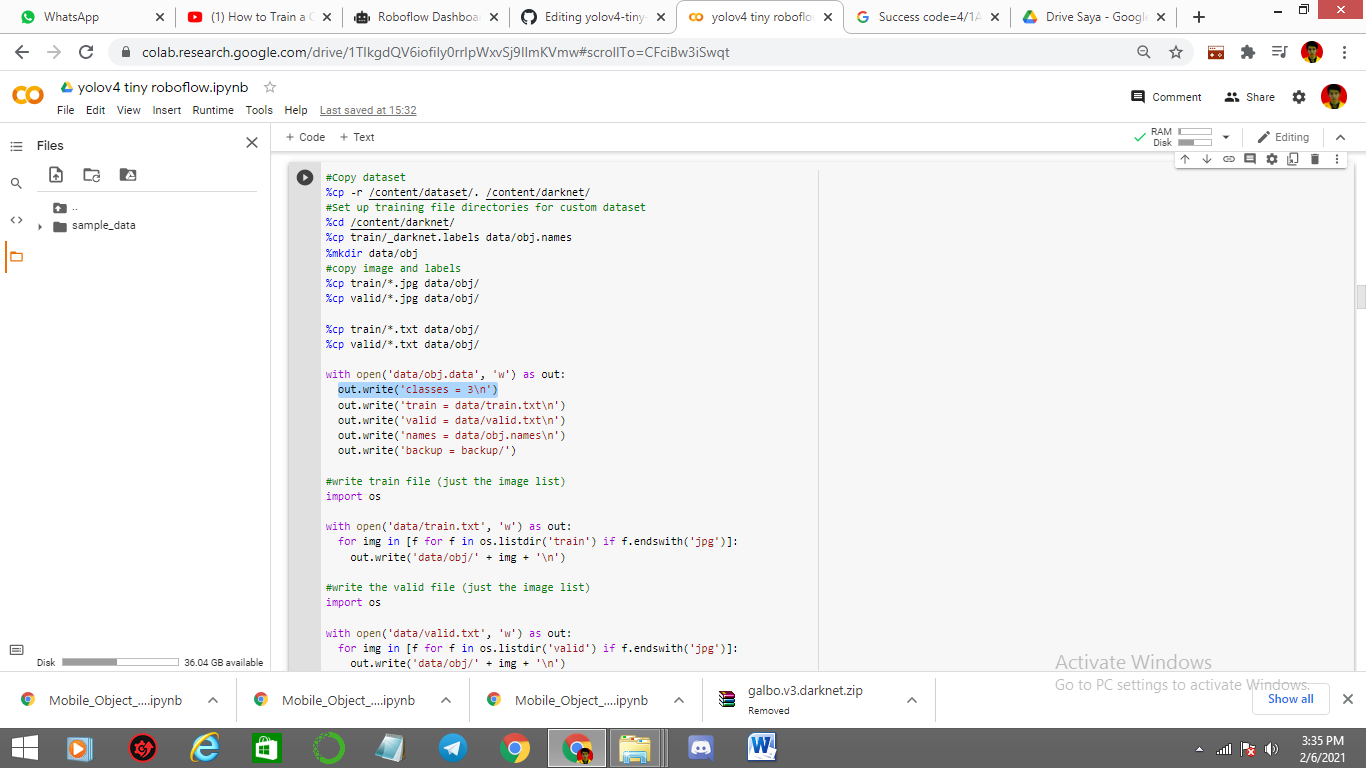 WhatsApp
(1) How to Train a C
Roboflow Dashboa
Editing yolov4-tiny-
yolov4 tiny roboflow
Success code=4/1A
Drive Saya - Google
colab.research.google.com/drive/1TlkgdQV6iofily0rrlpWxvSj9IlmKVmw#scrollTo=CFciBw3iSwqt
yolov4 tiny roboflow.ipynb
File Edit View Insert Runtime Tools Help Last saved at 15:32
Comment Share
Files
+ Code + Text
RAM
Disk
Editing
..
sample_data
#Copy dataset
%cp -r /content/dataset/. /content/darknet/
#Set up training file directories for custom dataset
%cd /content/darknet/
%cp train/_darknet.labels data/obj.names
%mkdir data/obj
#copy image and labels
%cp train/*.jpg data/obj/
%cp valid/*.jpg data/obj/
%cp train/*.txt data/obj/
%cp valid/*.txt data/obj/
with open('data/obj.data', 'w') as out:
out.write('classes = 3\n')
out.write('train = data/train.txt\n')
out.write('valid = data/valid.txt\n')
out.write('names = data/obj.names\n')
out.write('backup = backup/')
#write train file (just the image list)
import os
with open('data/train.txt', 'w') as out:
for img in [f for f in os.listdir('train') if f.endswith('jpg')]:
out.write('data/obj/' + img + '\n')
#write the valid file (just the image list)
import os
with open('data/valid.txt', 'w') as out:
for img in [f for f in os.listdir('valid') if f.endswith('jpg')]:
out.write('data/obj/' + img + '\n')
Disk 36.04 GB available
Activate Windows
Go to PC settings to activate Windows.
Mobile_Object_....ipynb
Mobile_Object_....ipynb
Mobile_Object_....ipynb
galbo.v3.darknet.zip
Removed
Show all
3:35 PM
2/6/2021